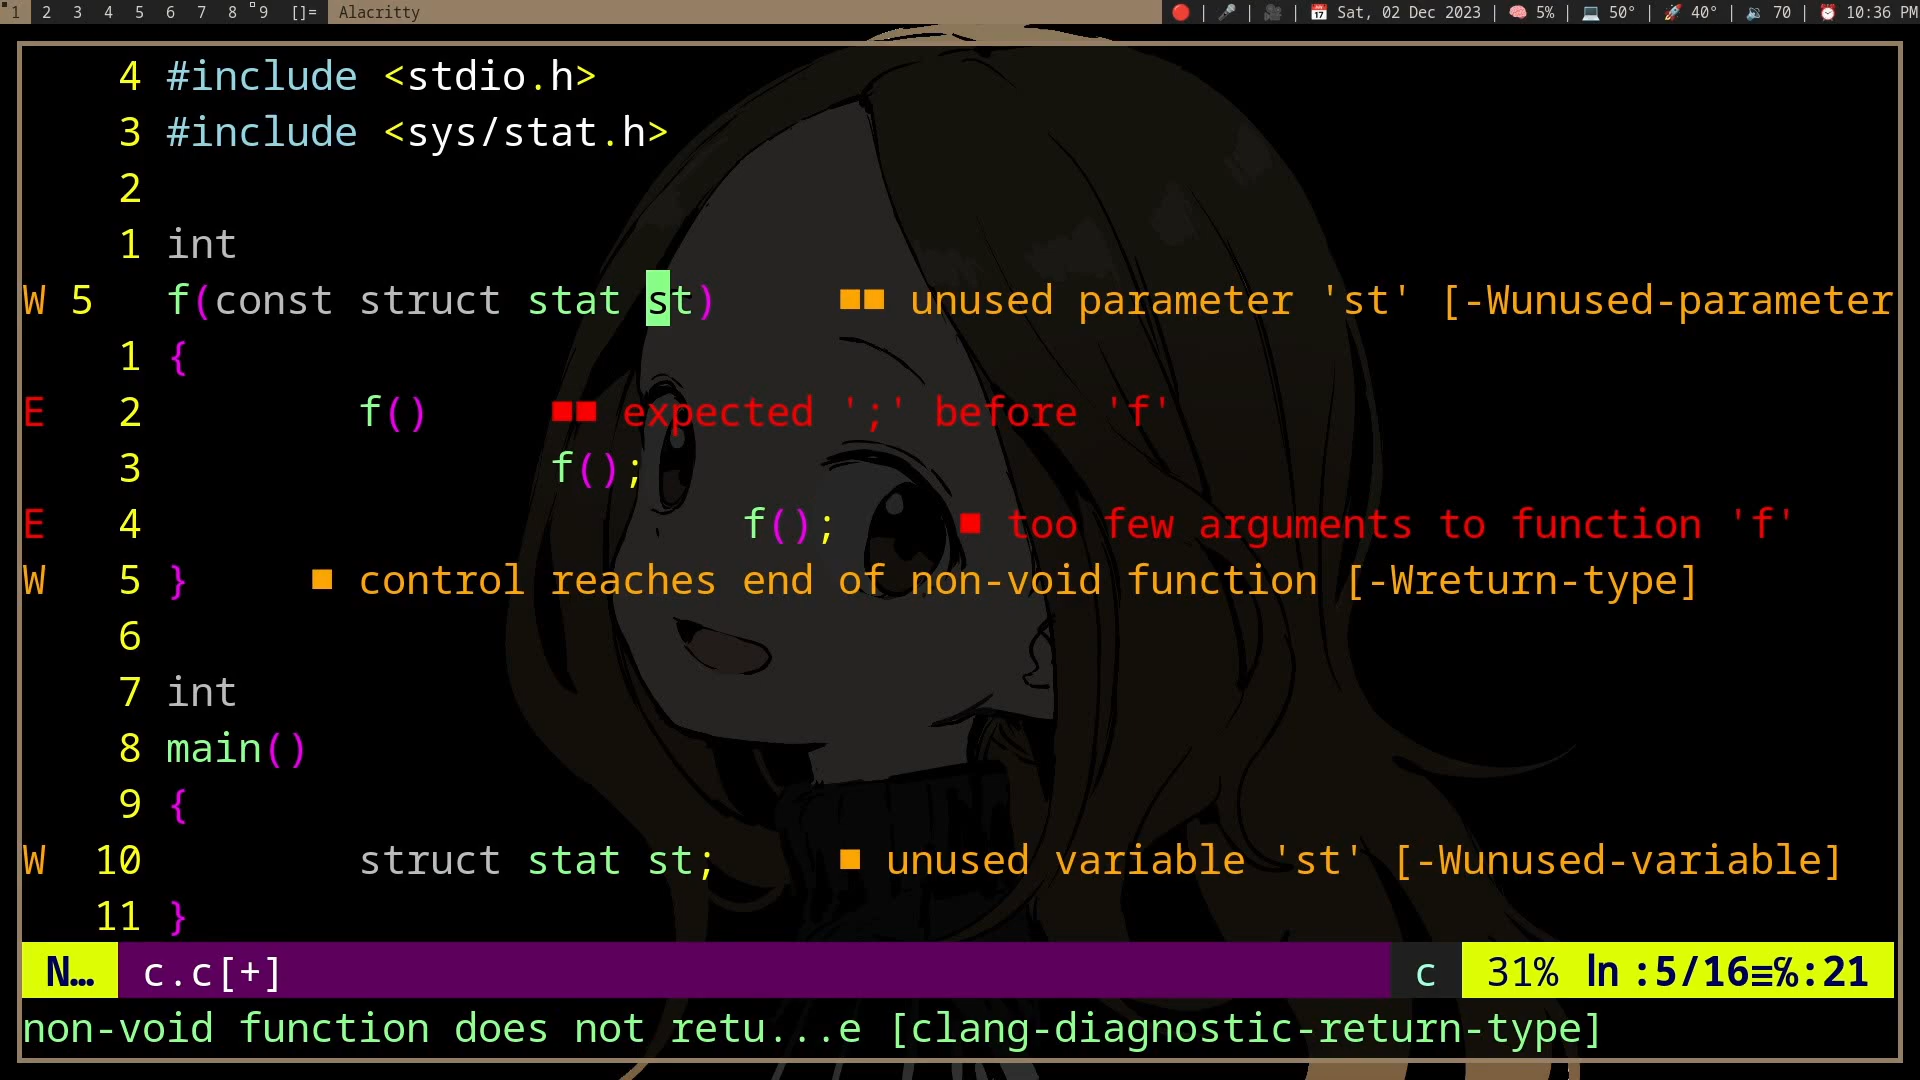 1 2 3 4 5 6 7 8 9 []= Alacritty | | | Sat, 02 Dec 2023 | 5% | 50° | 40° | 70 | 10:36 PM
4 #include <stdio.h>
3 #include <sys/stat.h>
2
1 int
W 5 f(const struct stat st) ■■ unused parameter 'st' [-Wunused-parameter
1 {
E 2 f() ■■ expected ';' before 'f'
3 f();
E 4 f(); ■ too few arguments to function 'f'
W 5 } ■ control reaches end of non-void function [-Wreturn-type]
6
7 int
8 main()
9 {
W 10 struct stat st; ■ unused variable 'st' [-Wunused-variable]
11 }
N… c.c[+] c 31% ln :5/16≡℅:21
non-void function does not retu...e [clang-diagnostic-return-type]